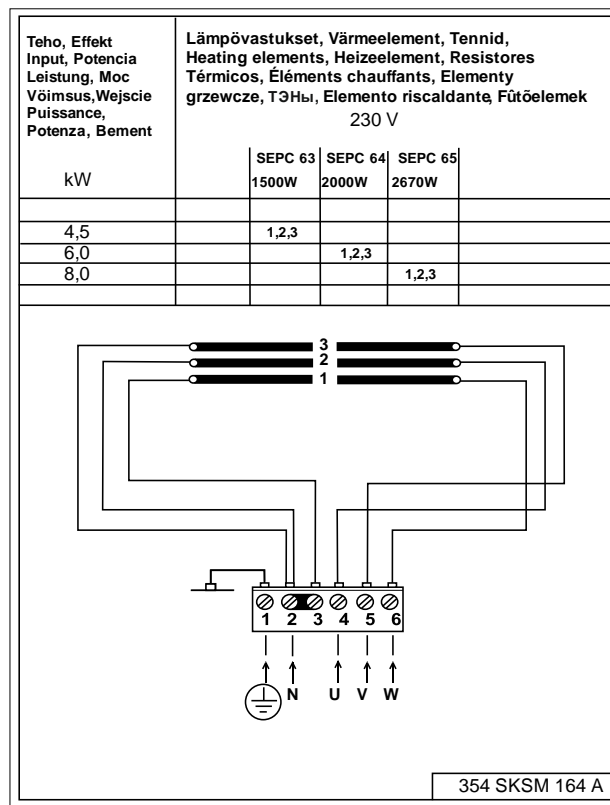 Teho, Effekt
Input, Potencia
Leistung, Moc
Vöimsus,Wejscie
Puissance,
Potenza, Bement
kW
Lämpövastukset, Värmeelement, Tennid,
Heating elements, Heizeelement, Resistores
Térmicos, Éléments chauffants, Elementy
grzewcze, ТЭНы, Elemento riscaldante, Fűtõelemek
230 V
SEPC 63 SEPC 64 SEPC 65
1500W 2000W 2670W
4,5 1,2,3
6,0 1,2,3
8,0 1,2,3
3
2
1
1 2 3 4 5 6
N U V W
354 SKSM 164 A